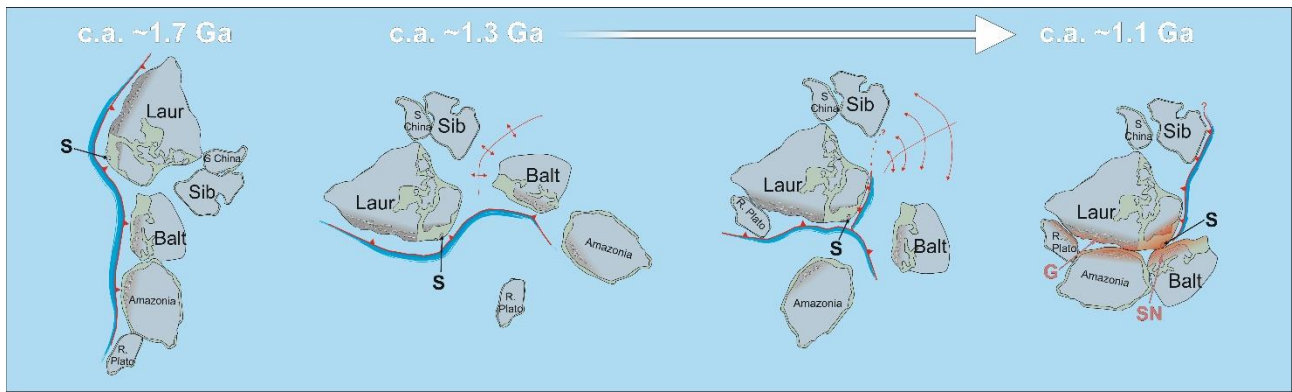 c.a. ~1.7 Ga
Laur
S
S China
Sib
Balt
Amazonia
R.
Plato
c.a. ~1.3 Ga
S
China
Sib
Laur
Balt
S
Amazonia
R.
Plato
S
China
Sib
?
Laur
R. Plato
S
Balt
Amazonia
c.a. ~1.1 Ga
?
S
China
Sib
Laur
S
R.
Plato
G
Amazonia
Balt
SN